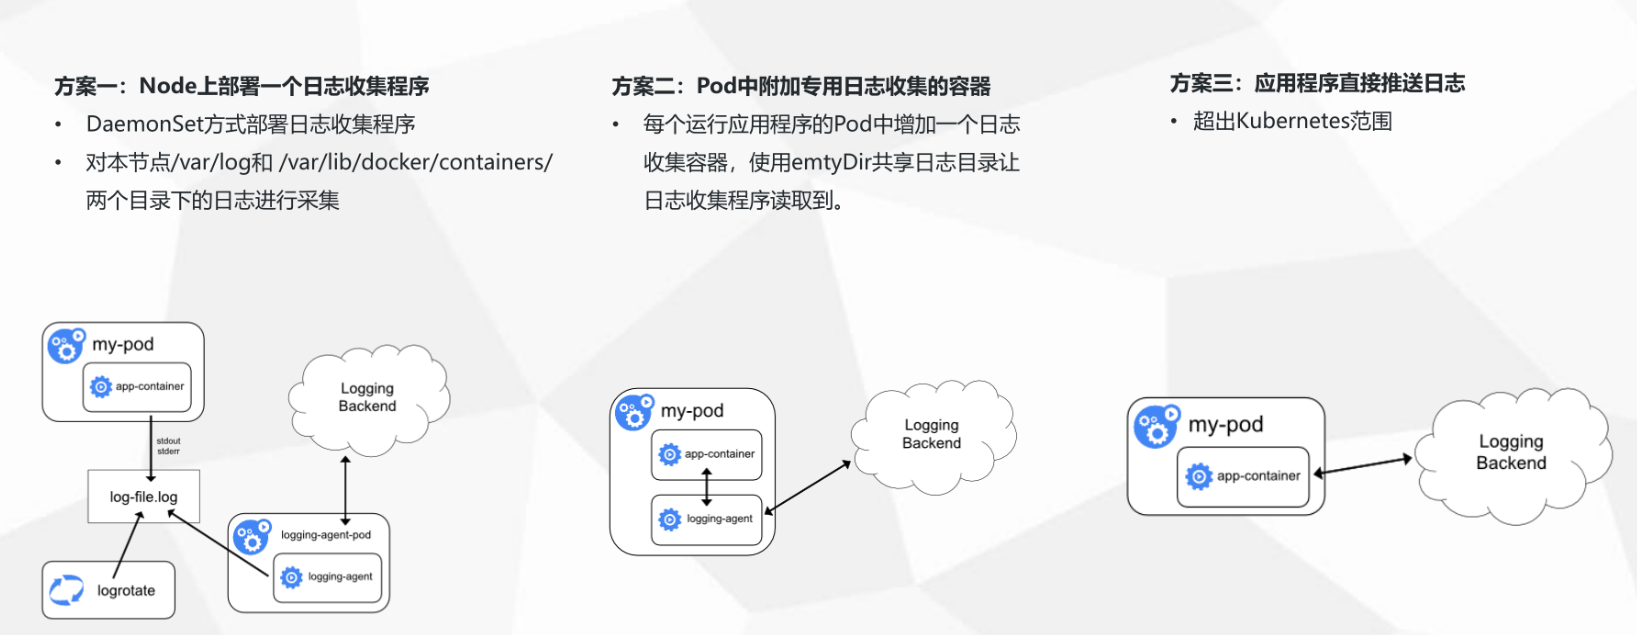 方案一：Node上部署一个日志收集程序
• DaemonSet方式部署日志收集程序
• 对本节点/var/log和 /var/lib/docker/containers/
两个目录下的日志进行采集
方案二：Pod中附加专用日志收集的容器
• 每个运行应用程序的Pod中增加一个日志
收集容器，使用emtyDir共享日志目录让
日志收集程序读取到。
方案三：应用程序直接推送日志
• 超出Kubernetes范围
my-pod
app-container
stdout
stderr
log-file.log
logrotate
Logging
Backend
logging-agent-pod
logging-agent
my-pod
app-container
logging-agent
Logging
Backend
my-pod
app-container
Logging
Backend